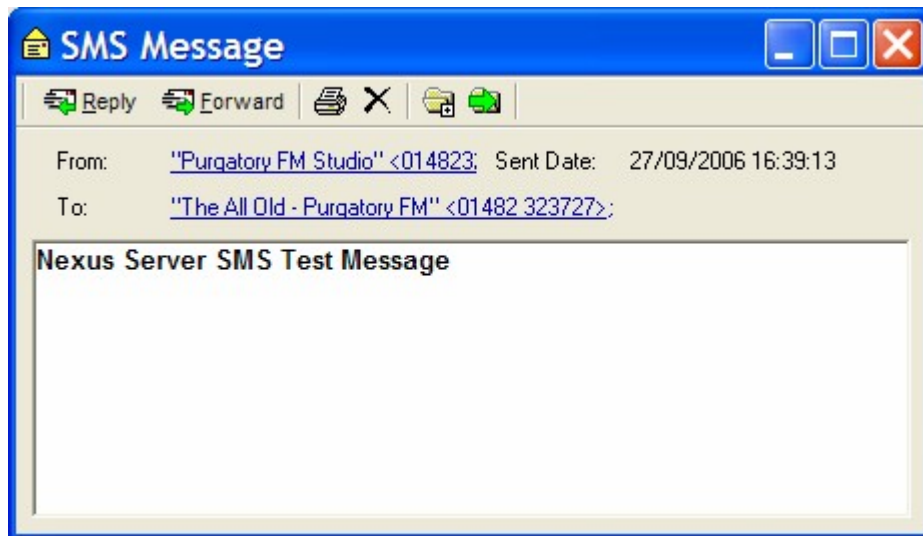 SMS Message
Reply Forward
From: "Purgatory FM Studio" <014823 Sent Date: 27/09/2006 16:39:13
To: "The All Old - Purgatory FM" <01482 323727>;
Nexus Server SMS Test Message